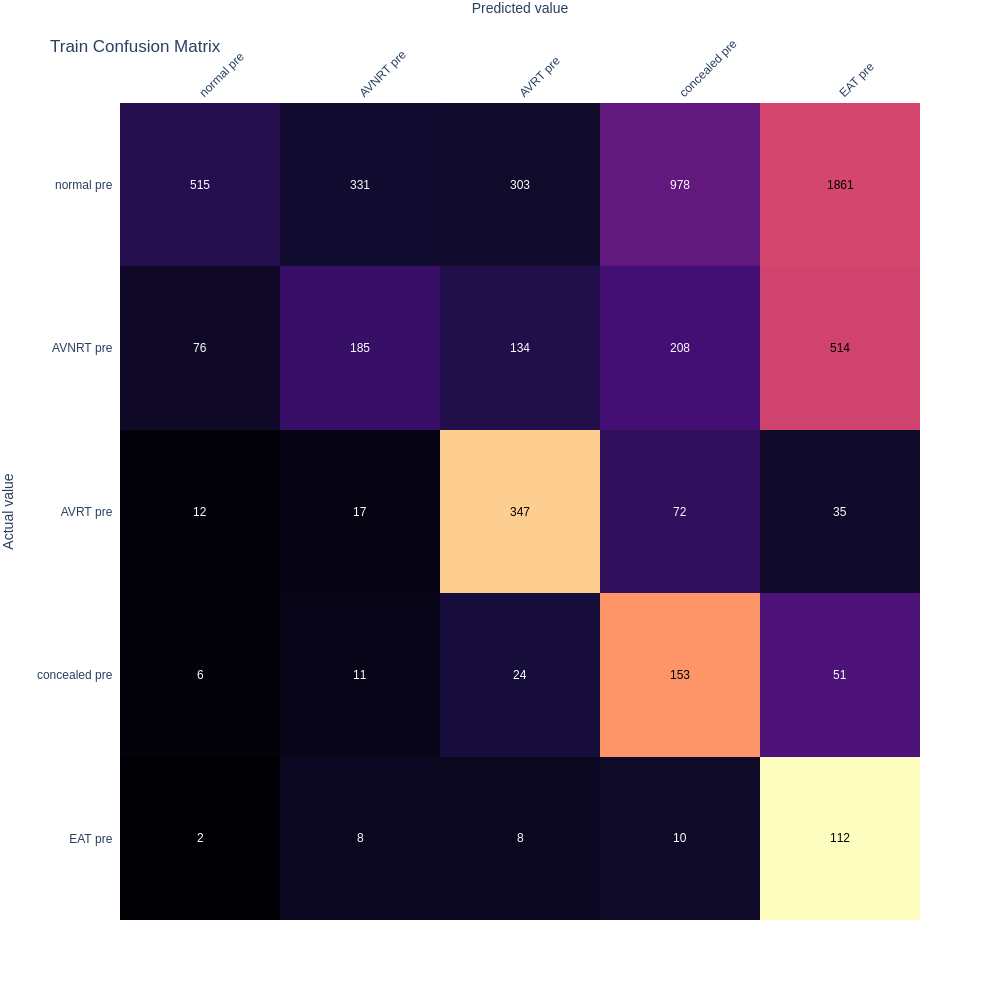 Predicted value
Train Confusion Matrix
normal pre AVNRT pre AVRT pre concealed pre EAT pre
normal pre 515 331 303 978 1861
AVNRT pre 76 185 134 208 514
AVRT pre 12 17 347 72 35
concealed pre 6 11 24 153 51
EAT pre 2 8 8 10 112
Actual value